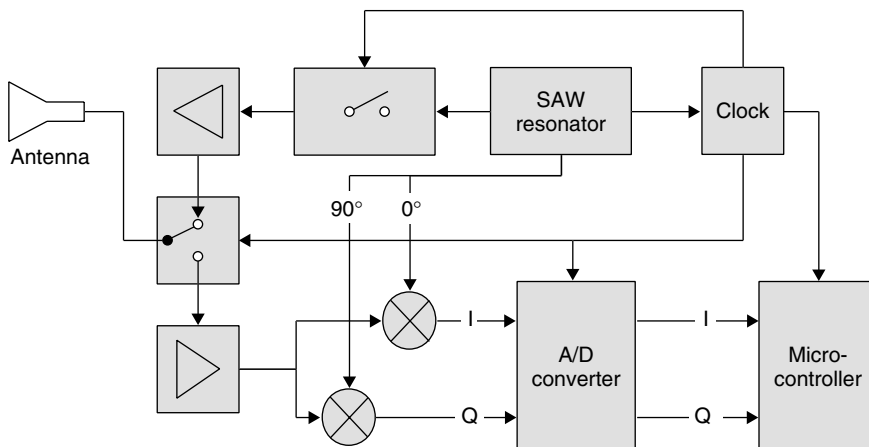 SAW
resonator
Clock
Antenna
90°
0°
I
I
A/D
converter
Micro-
controller
Q
Q